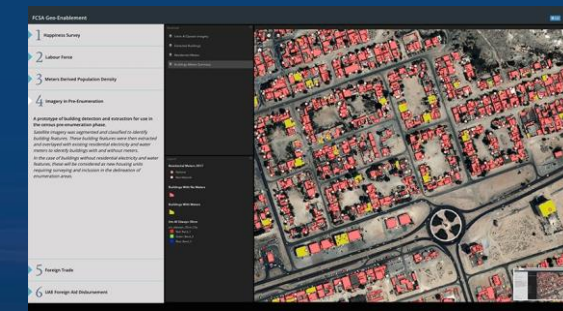 FCSA Geo-Enablement
1 Happiness Survey
2 Labour Force
3 Meters Derived Population Density
4 Imagery in Pre-Enumeration
A prototype of building detection and extraction for use in
the census pre-enumeration phase.
Satellite imagery was segmented and classified to identify
building features. These building features were then extracted
and overlayed with existing residential electricity and water
meters to identify buildings with and without meters.
In the case of buildings without residential electricity and water
features, these will be considered as new housing units
requiring surveying and inclusion in the delineation of
enumeration areas.
5 Foreign Trade
6 UAE Foreign Aid Disbursement
Residential Meters 2017
Buildings With No Meters
Buildings With Meters